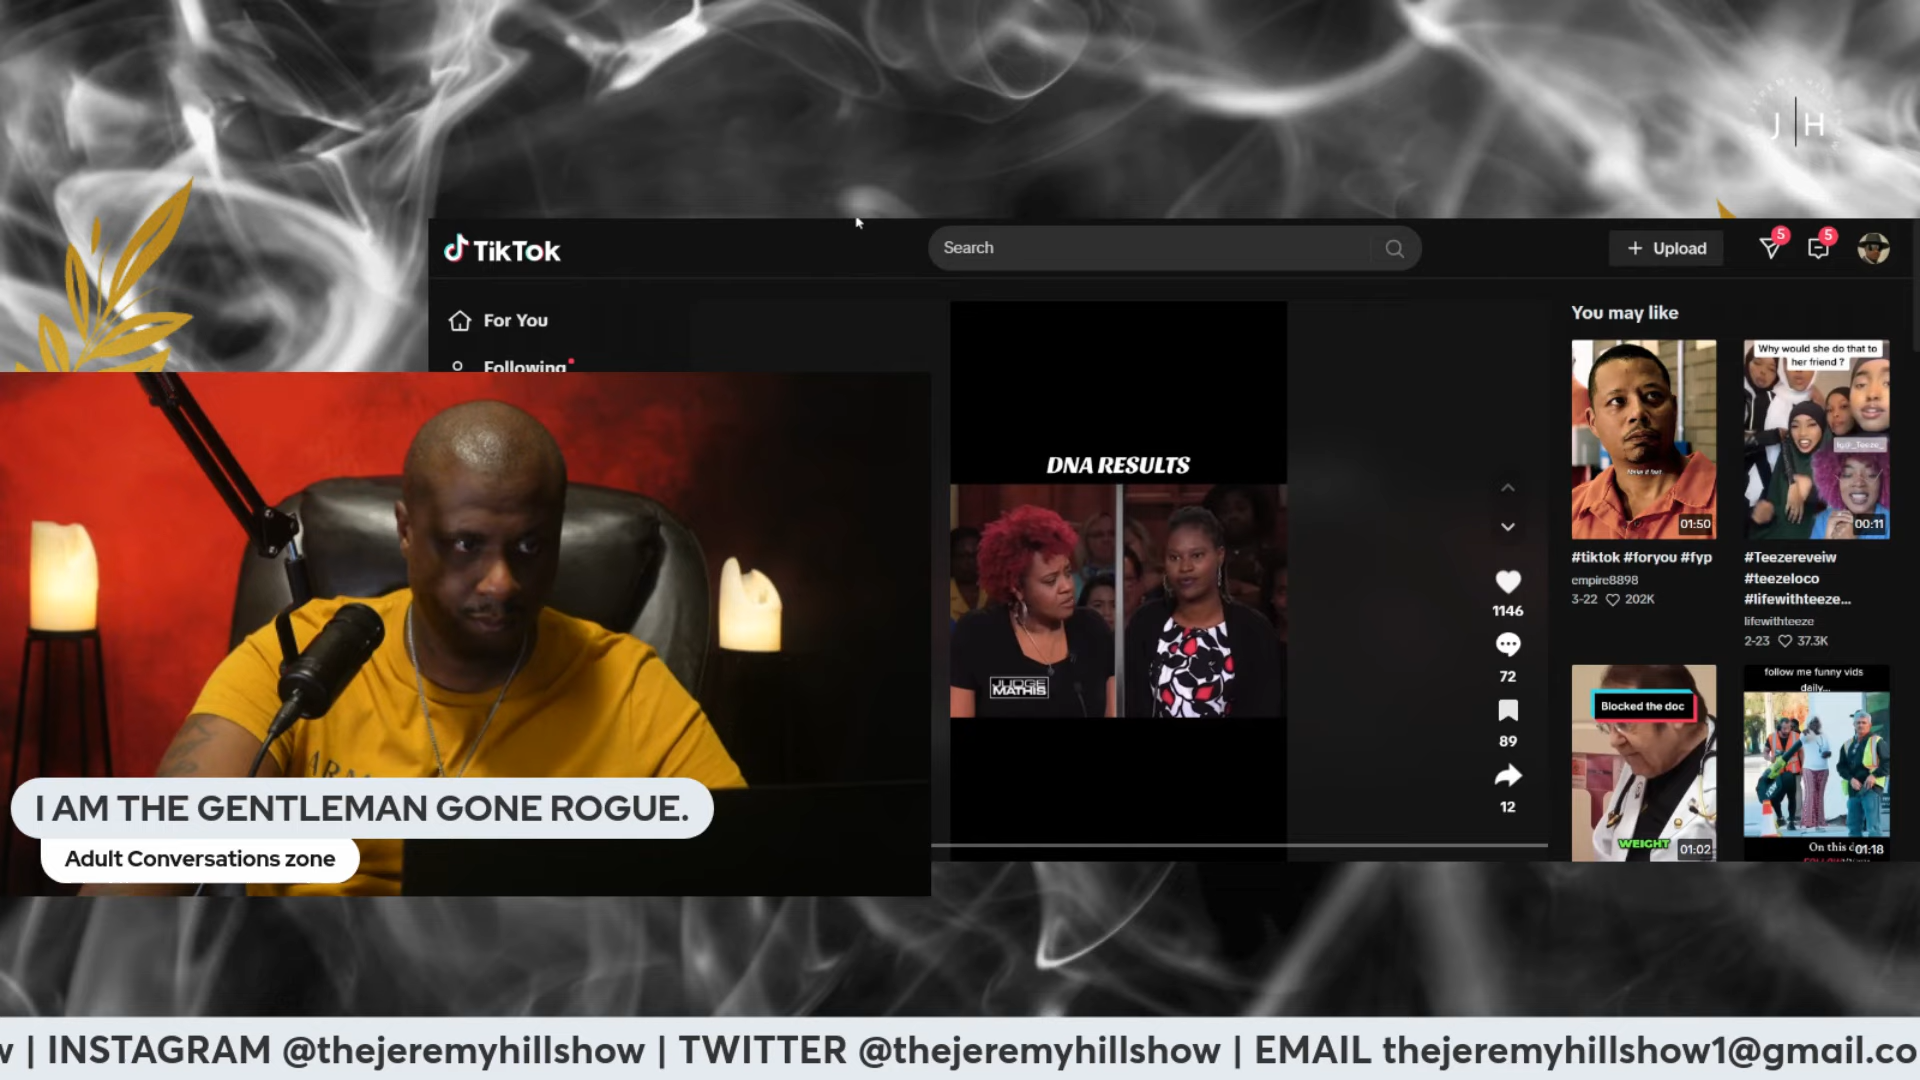 J | H
TikTok
Search
Upload
5
5
For You
Following
You may like
DNA RESULTS
JUDGE
MATHIS
1146
72
89
12
Why would she do that to
her friend ?
01:50
00:11
#tiktok #foryou #fyp
empire8898
3-22 202K
#Teezereveiw
#teezeloco
#lifewithteeze...
lifewithteeze
2-23 37.3K
Blocked the doc
WEIGHT
01:02
follow me funny vids
daily...
On this d
01:18
I AM THE GENTLEMAN GONE ROGUE.
Adult Conversations zone
w | INSTAGRAM @thejeremyhillshow | TWITTER @thejeremyhillshow | EMAIL thejeremyhillshow1@gmail.co